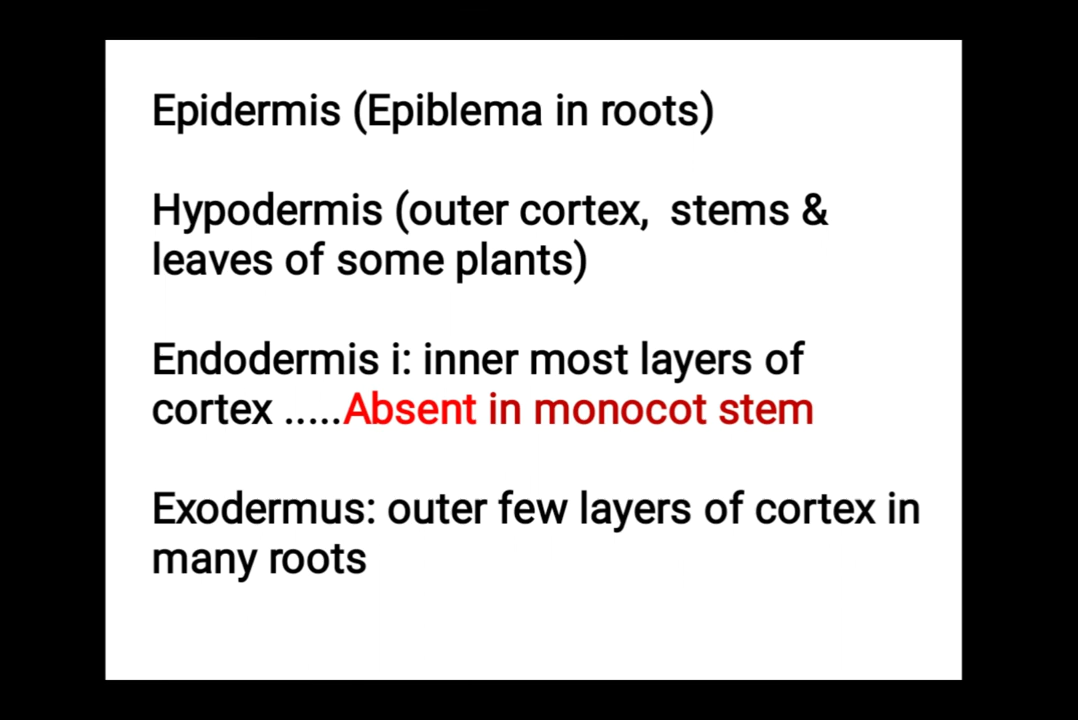 Epidermis (Epiblema in roots)
Hypodermis (outer cortex,  stems &
leaves of some plants)
Endodermis i: inner most layers of
cortex .....Absent in monocot stem
Exodermus: outer few layers of cortex in
many roots